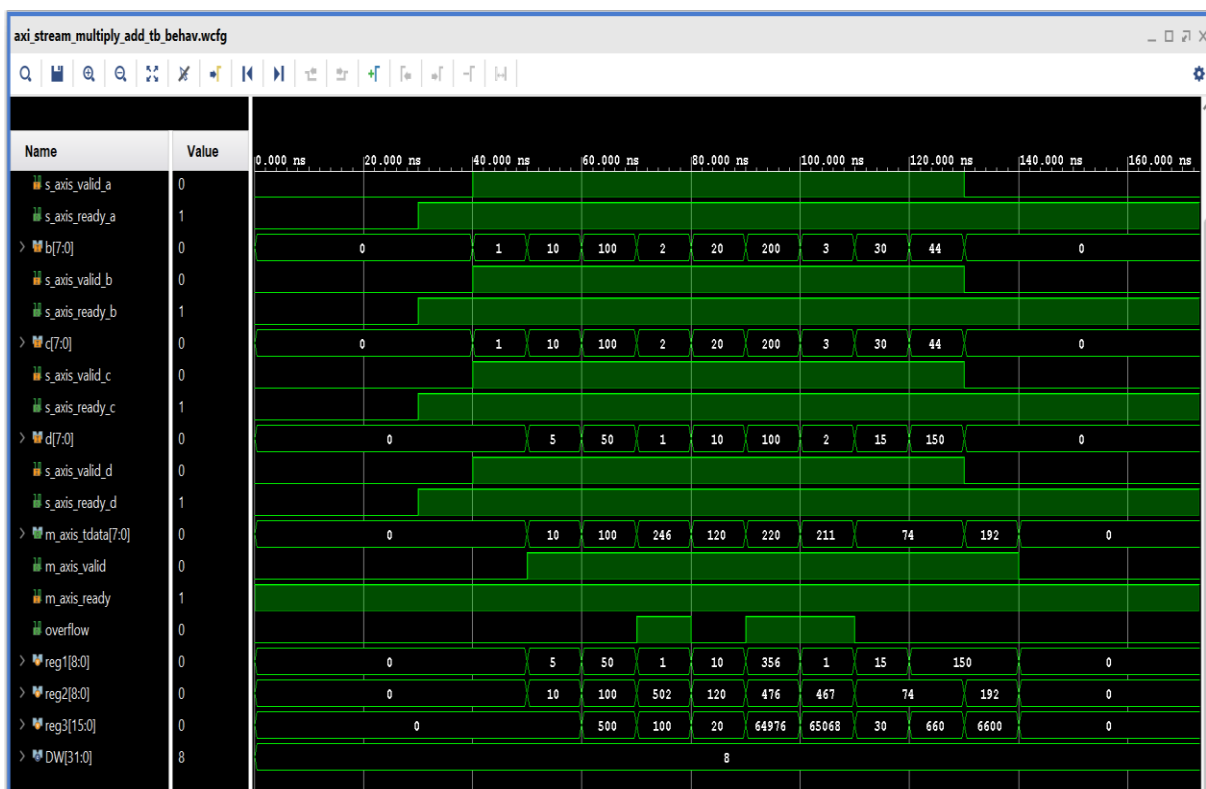 axi_stream_multiply_add_tb_behav.wcfg
Name Value 0.000 ns 20.000 ns 40.000 ns 60.000 ns 80.000 ns 100.000 ns 120.000 ns 140.000 ns 160.000 ns
s_axis_valid_a 0
s_axis_ready_a 1
b[7:0] 0 0 1 10 100 2 20 200 3 30 44 0
s_axis_valid_b 0
s_axis_ready_b 1
c[7:0] 0 0 1 10 100 2 20 200 3 30 44 0
s_axis_valid_c 0
s_axis_ready_c 1
d[7:0] 0 0 5 50 1 10 100 2 15 150 0
s_axis_valid_d 0
s_axis_ready_d 1
m_axis_tdata[7:0] 0 0 10 100 246 120 220 211 74 192 0
m_axis_valid 0
m_axis_ready 1
overflow 0
reg1[8:0] 0 0 5 50 1 10 356 1 15 150 0
reg2[8:0] 0 0 10 100 502 120 476 467 74 192 0
reg3[15:0] 0 0 500 100 20 64976 65068 30 660 6600 0
DW[31:0] 8 8